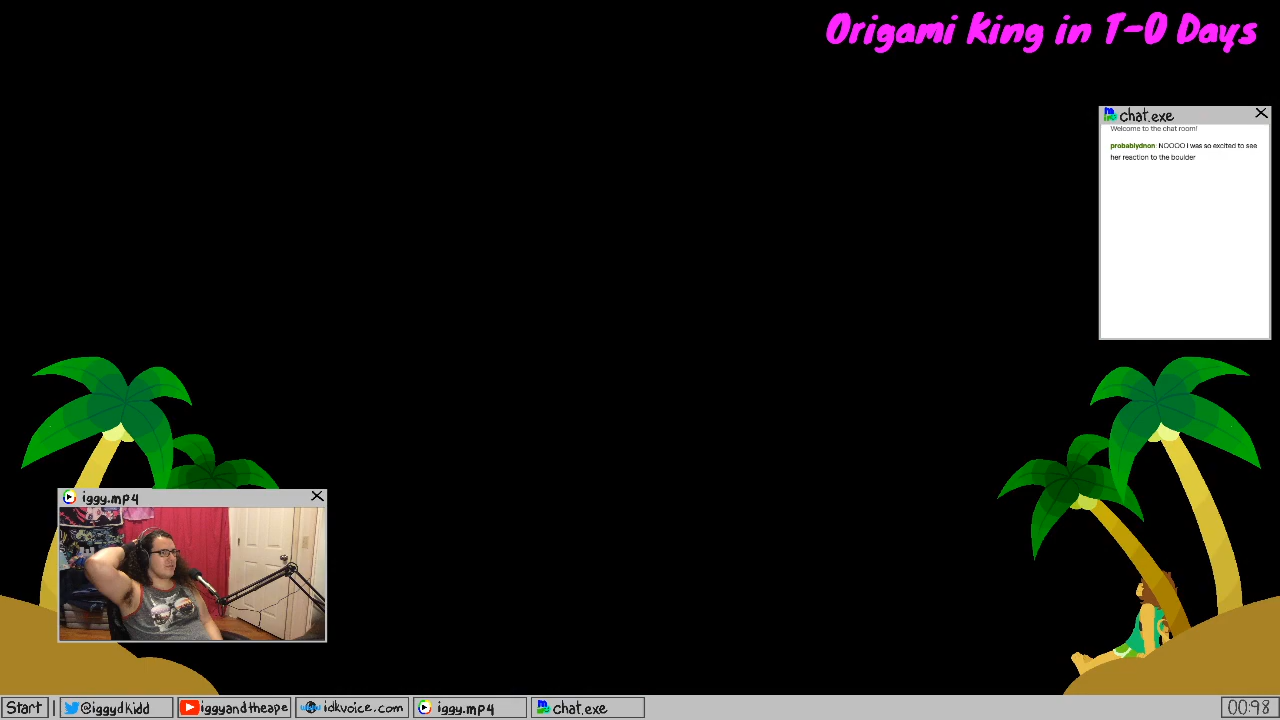 Origami King in T-0 Days
chat.exe
Welcome to the chat room!
probablydnon: NOOOO I was so excited to see
her reaction to the boulder
iggy.mp4
Start | @iggydkidd iggyandtheape idkvoice.com iggy.mp4 chat.exe 00:98